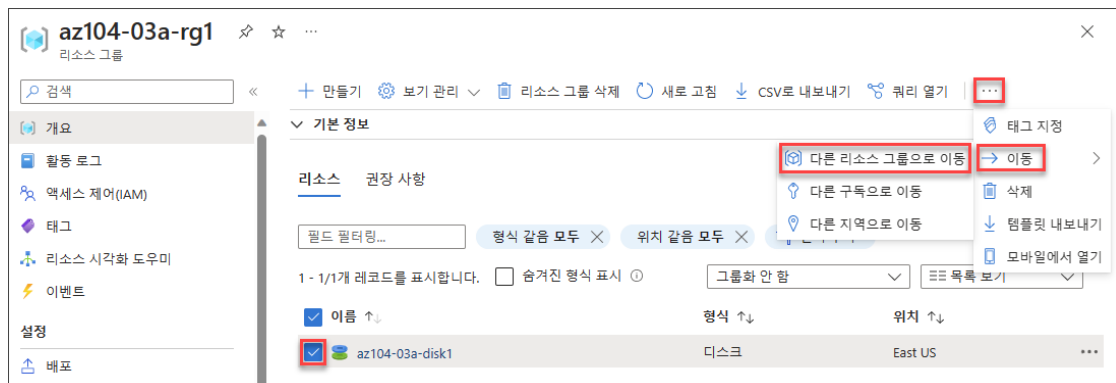 az104-03a-rg1
리소스 그룹
검색
만들기 보기 관리 리소스 그룹 삭제 새로 고침 CSV로 내보내기 쿼리 열기
개요
기본 정보
태그 지정
활동 로그
다른 리소스 그룹으로 이동 이동
액세스 제어(IAM)
리소스 권장 사항
다른 구독으로 이동 삭제
태그
다른 지역으로 이동 템플릿 내보내기
필드 필터링... 형식 같음 모두 위치 같음 모두
리소스 시각화 도우미
모바일에서 열기
1 - 1/1개 레코드를 표시합니다. 숨겨진 형식 표시 그룹화 안 함 목록 보기
이벤트
이름 형식 위치
설정
az104-03a-disk1 디스크 East US
배포